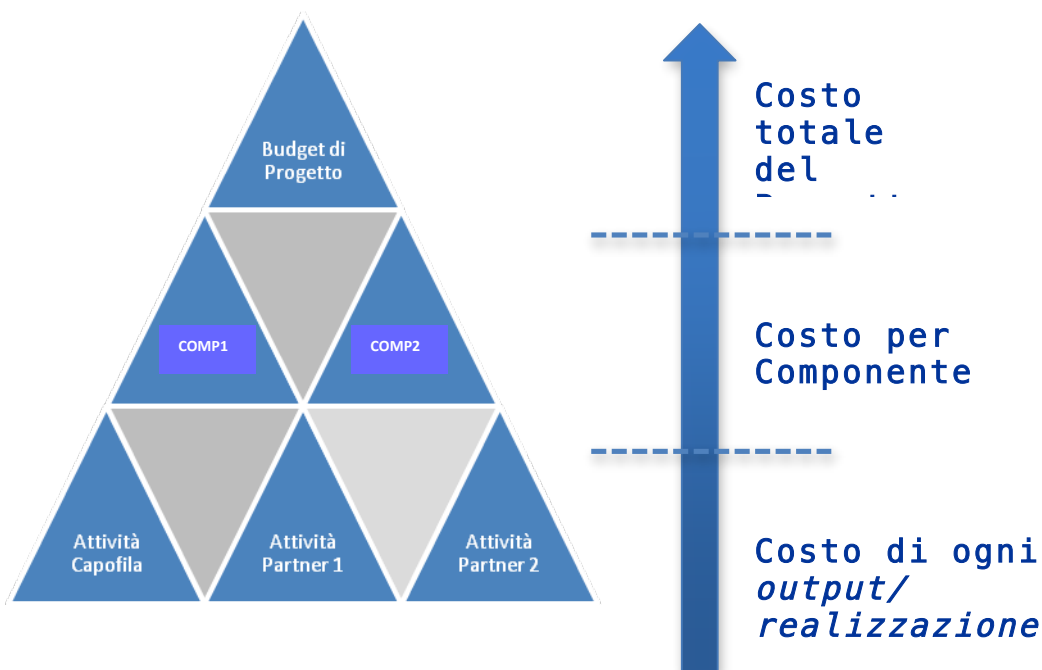 Budget di
Progetto
COMP1
COMP2
Attività
Capofila
Attività
Partner 1
Attività
Partner 2
Costo
totale
del
Costo per
Componente
Costo di ogni
output/
realizzazione